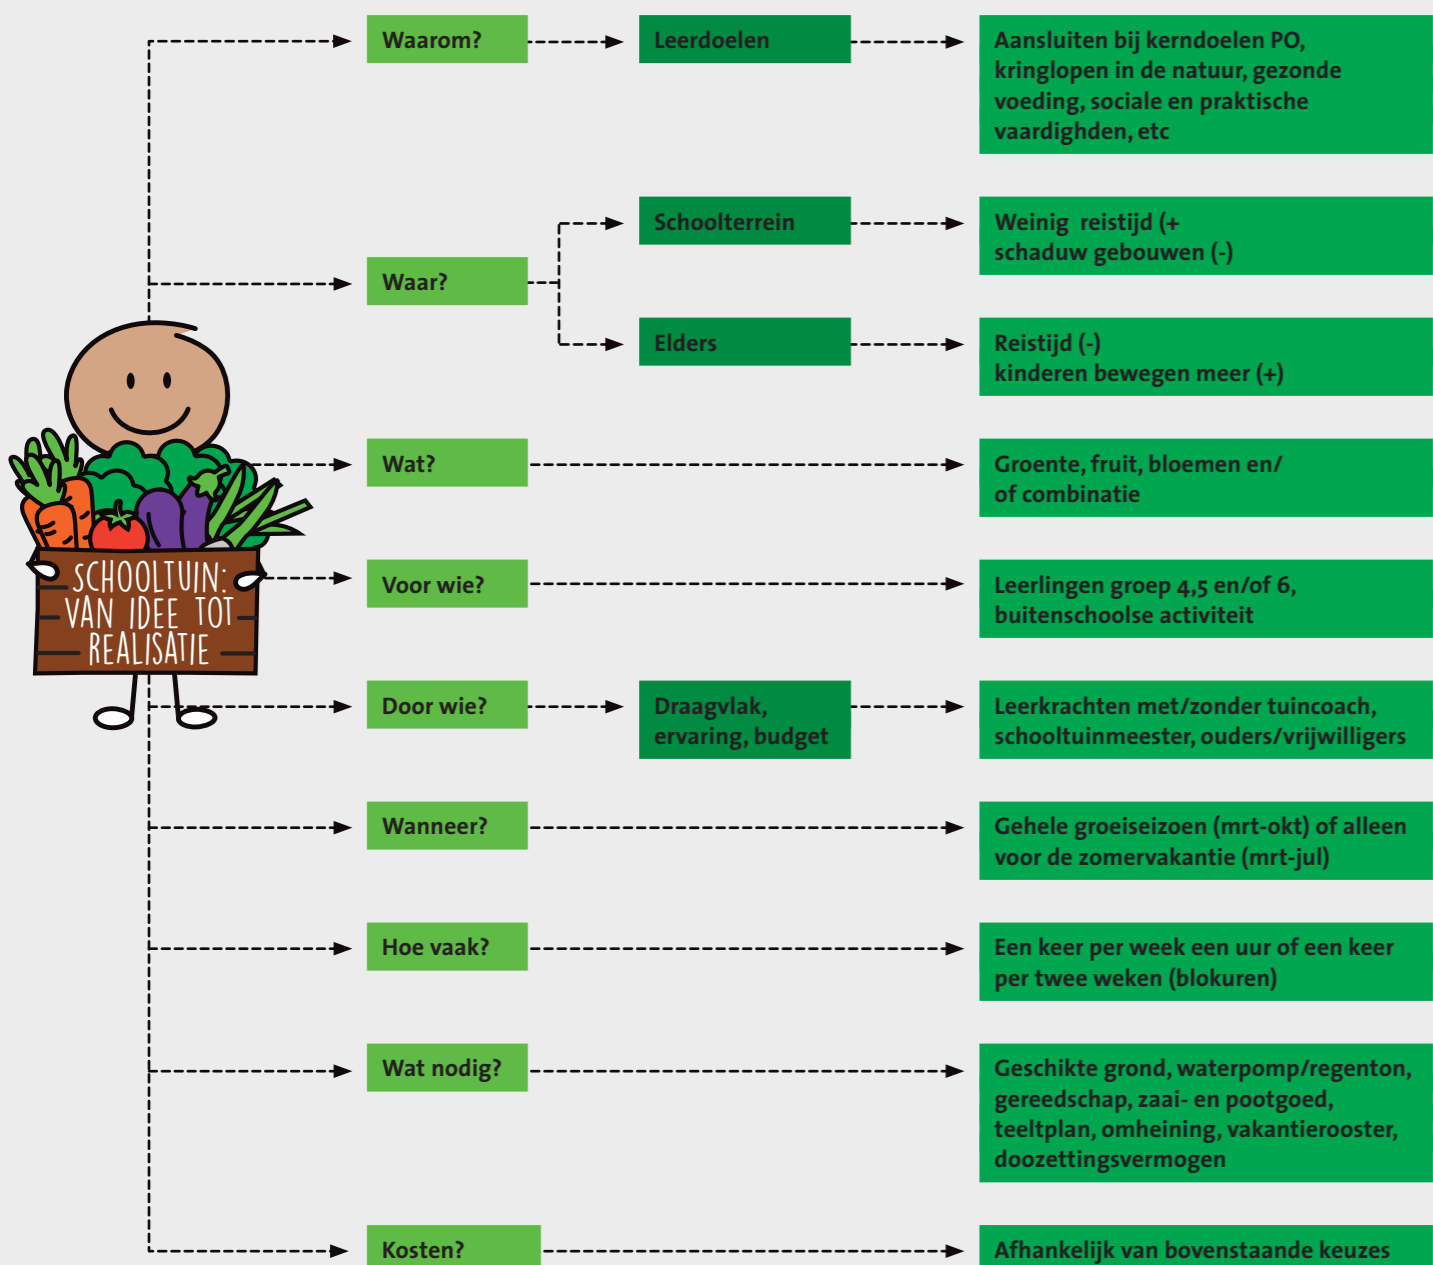 Waarom?
Leerdoelen
Aansluiten bij kerndoelen PO,
kringlopen in de natuur, gezonde
voeding, sociale en praktische
vaardighden, etc
Waar?
Schoolterrein
Weinig reistijd (+
schaduw gebouwen (-)
Elders
Reistijd (-)
kinderen bewegen meer (+)
Wat?
Groente, fruit, bloemen en/
of combinatie
SCHOOLTUIN:
VAN IDEE TOT
REALISATIE
Voor wie?
Leerlingen groep 4,5 en/of 6,
buitenschoolse activiteit
Door wie?
Draagvlak,
ervaring, budget
Leerkrachten met/zonder tuincoach,
schooltuinmeester, ouders/vrijwilligers
Wanneer?
Gehele groeiseizoen (mrt-okt) of alleen
voor de zomervakantie (mrt-jul)
Hoe vaak?
Een keer per week een uur of een keer
per twee weken (blokuren)
Wat nodig?
Geschikte grond, waterpomp/regenton,
gereedschap, zaai- en pootgoed,
teeltplan, omheining, vakantierooster,
doozettingsvermogen
Kosten?
Afhankelijk van bovenstaande keuzes